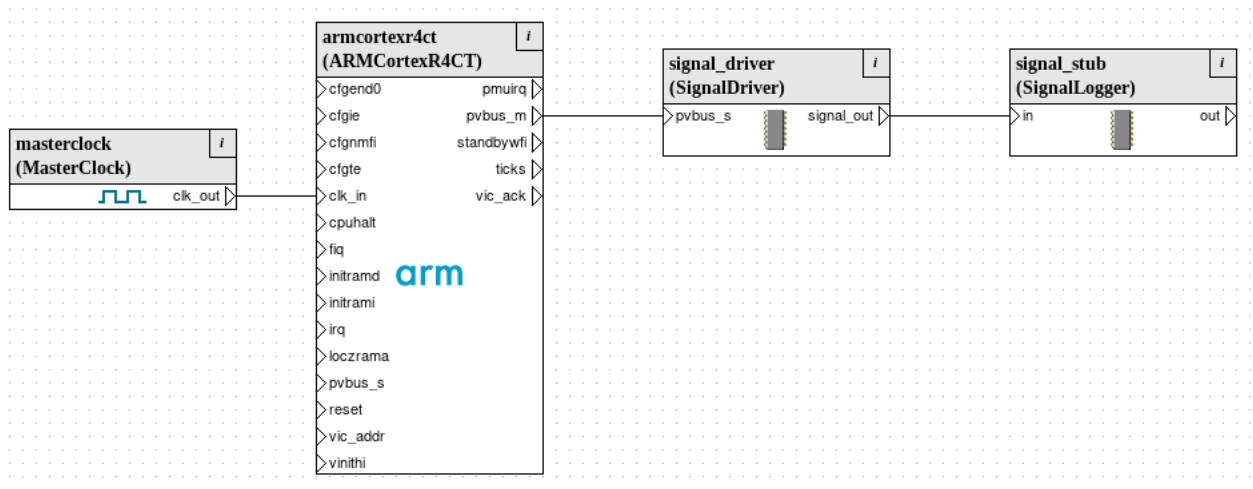 masterclock
(MasterClock)
i
clk_out
armcortexr4ct
(ARMCortexR4CT)
i
cfgend0
pmuirq
cfgie
pvbus_m
cfgnmfi
standbywfi
cfgte
ticks
clk_in
vic_ack
cpuhalt
fiq
initramd
arm
initrami
irq
loczrama
pvbus_s
reset
vic_addr
vinithi
signal_driver
(SignalDriver)
i
pvbus_s
signal_out
signal_stub
(SignalLogger)
i
in
out